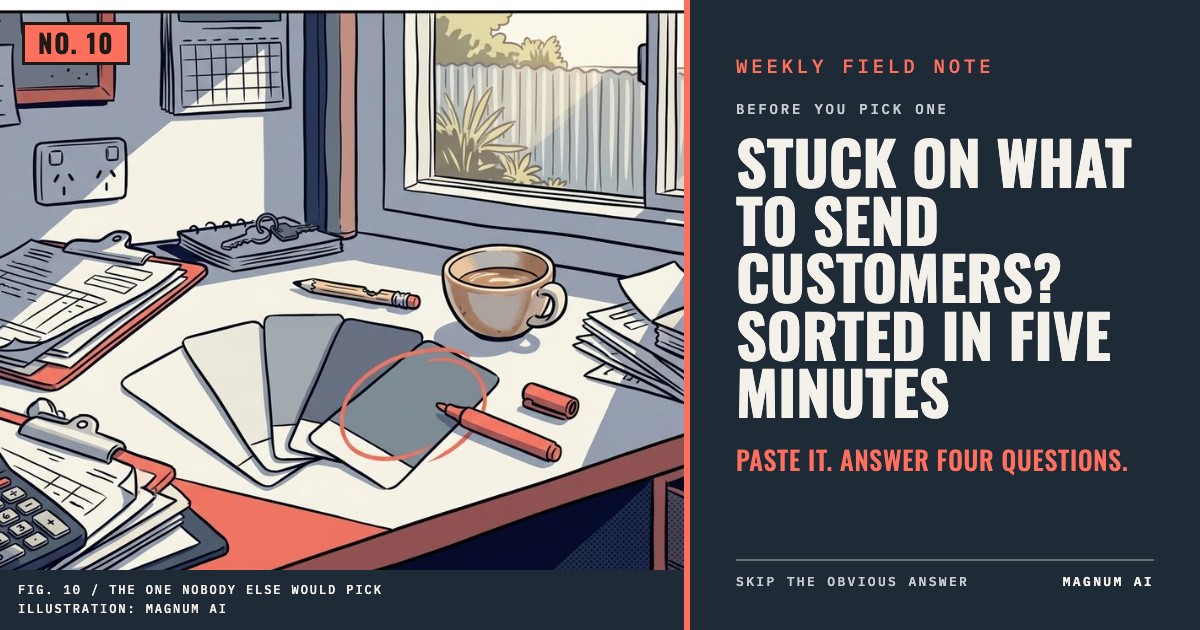 NO. 10
WEEKLY FIELD NOTE
BEFORE YOU PICK ONE
STUCK ON WHAT
TO SEND
CUSTOMERS?
SORTED IN FIVE
MINUTES
PASTE IT. ANSWER FOUR QUESTIONS.
SKIP THE OBVIOUS ANSWER
MAGNUM AI
FIG. 10 / THE ONE NOBODY ELSE WOULD PICK
ILLUSTRATION: MAGNUM AI